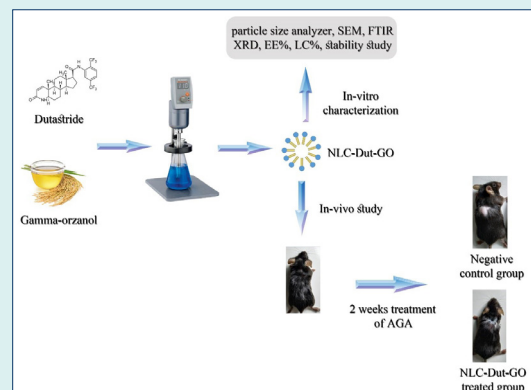 particle size analyzer, SEM, FTIR
XRD, EE%, LC%, stability study
CF3
Dutastride
In-vitro
characterization
NLC-Dut-GO
Gamma-orzanol
In-vivo study
2 weeks treatment
of AGA
Negative
control group
NLC-Dut-GO
treated group